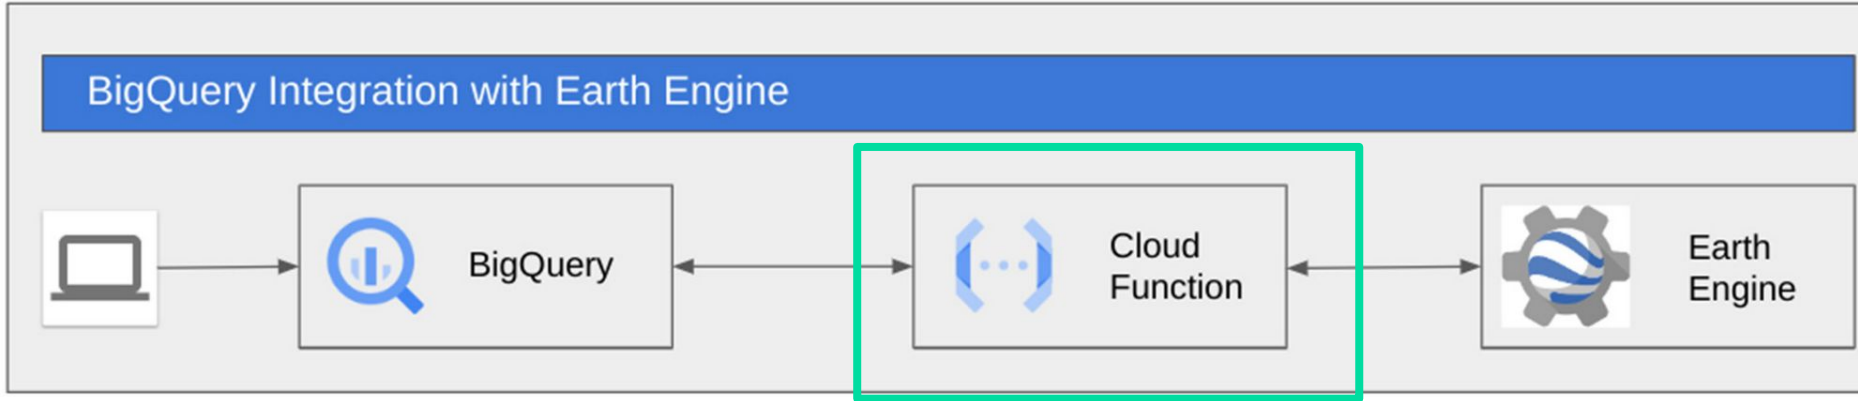 BigQuery Integration with Earth Engine
BigQuery
Cloud
Function
Earth
Engine